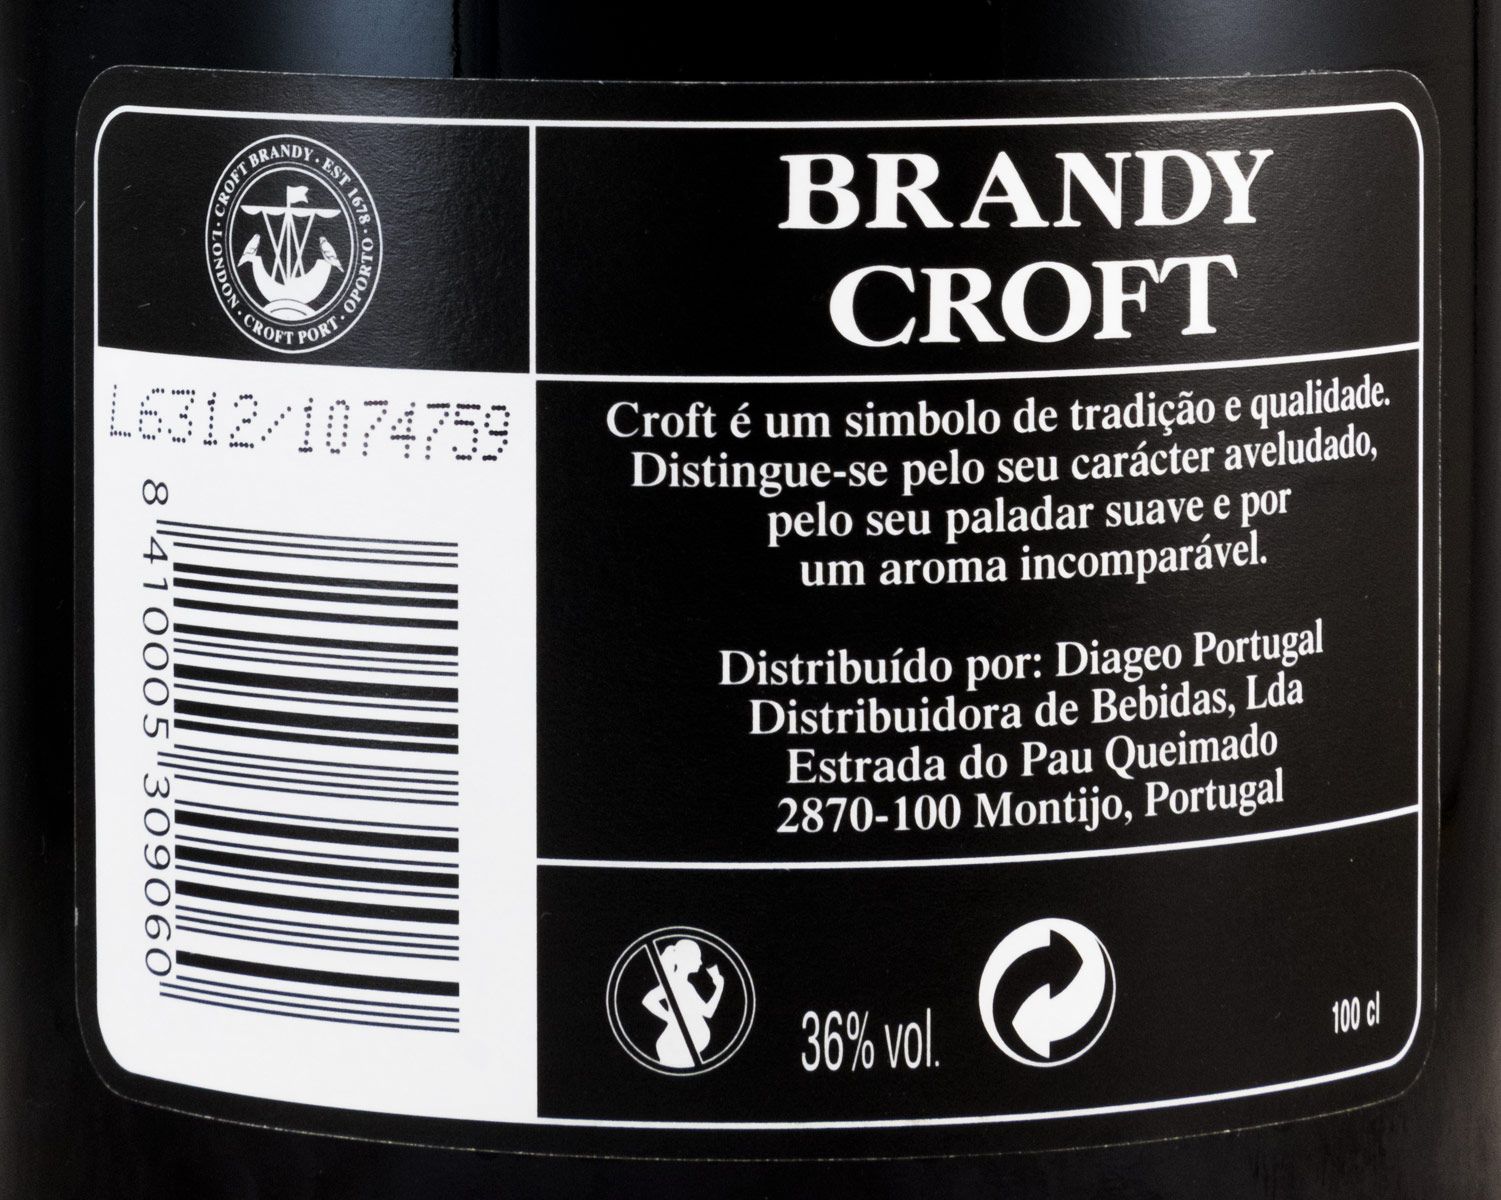 CROFT BRANDY · EST 1678 · OPORTO · CROFT PORT · LONDON ·
BRANDY
CROFT
L6312/1074759
8 410005 309060
Croft é um simbolo de tradição e qualidade.
Distingue-se pelo seu carácter aveludado,
pelo seu paladar suave e por
um aroma incomparável.
Distribuído por: Diageo Portugal
Distribuidora de Bebidas, Lda
Estrada do Pau Queimado
2870-100 Montijo, Portugal
36% vol.
100 cl